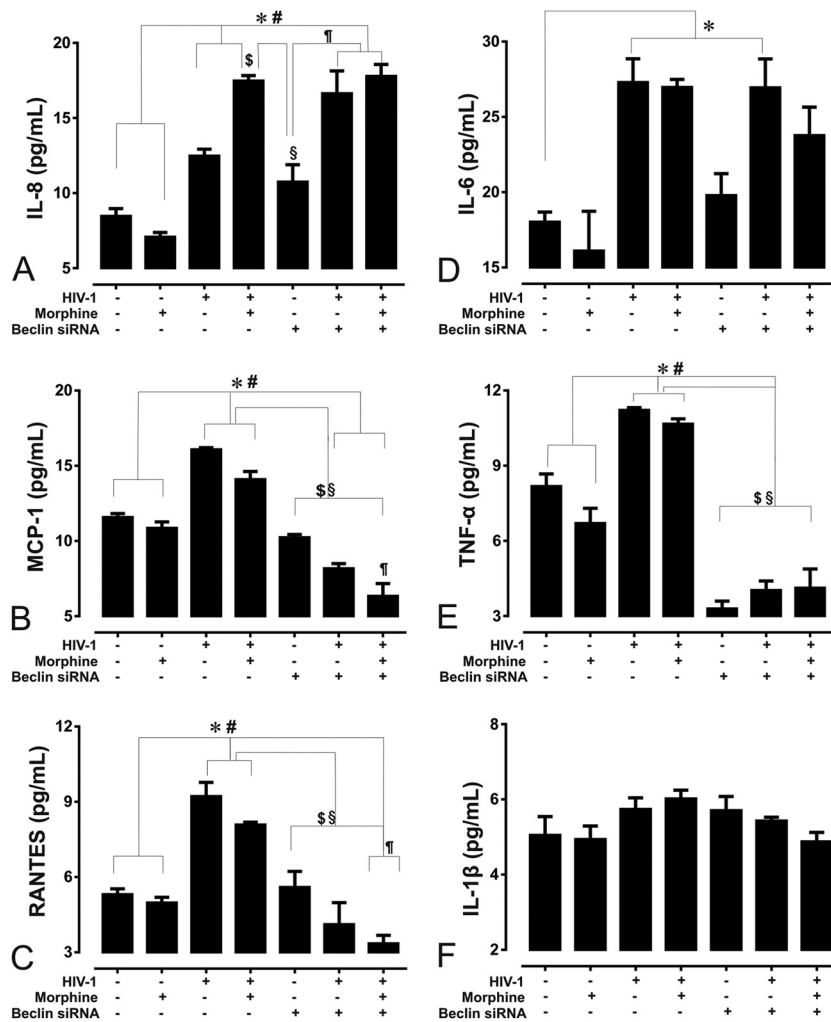 * #
20
$
¶
15
§
10
5
IL-8 (pg/mL)
A
HIV-1 - - + + - + +
Morphine - + - + - - +
Beclin siRNA - - - - + + +
30
*
25
20
15
IL-6 (pg/mL)
D
HIV-1 - - + + - + +
Morphine - + - + - - +
Beclin siRNA - - - - + + +
20
* #
15
$ §
10
¶
5
MCP-1 (pg/mL)
B
HIV-1 - - + + - + +
Morphine - + - + - - +
Beclin siRNA - - - - + + +
* #
12
9
6
$ §
3
TNF-α (pg/mL)
E
HIV-1 - - + + - + +
Morphine - + - + - - +
Beclin siRNA - - - - + + +
12
* #
9
$ §
¶
6
3
RANTES (pg/mL)
C
HIV-1 - - + + - + +
Morphine - + - + - - +
Beclin siRNA - - - - + + +
8
6
4
2
IL-1β (pg/mL)
F
HIV-1 - - + + - + +
Morphine - + - + - - +
Beclin siRNA - - - - + + +